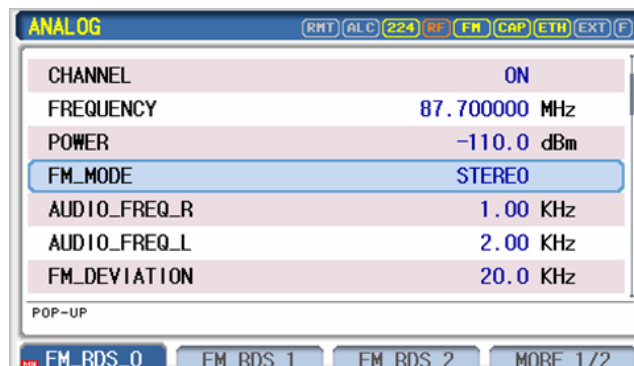 ANALOG RMT ALC 224 RF FM CAP ETH EXT F
CHANNEL ON
FREQUENCY 87.700000 MHz
POWER -110.0 dBm
FM_MODE STEREO
AUDIO_FREQ_R 1.00 KHz
AUDIO_FREQ_L 2.00 KHz
FM_DEVIATION 20.0 KHz
POP-UP
FM_RDS_0 FM_RDS_1 FM_RDS_2 MORE 1/2